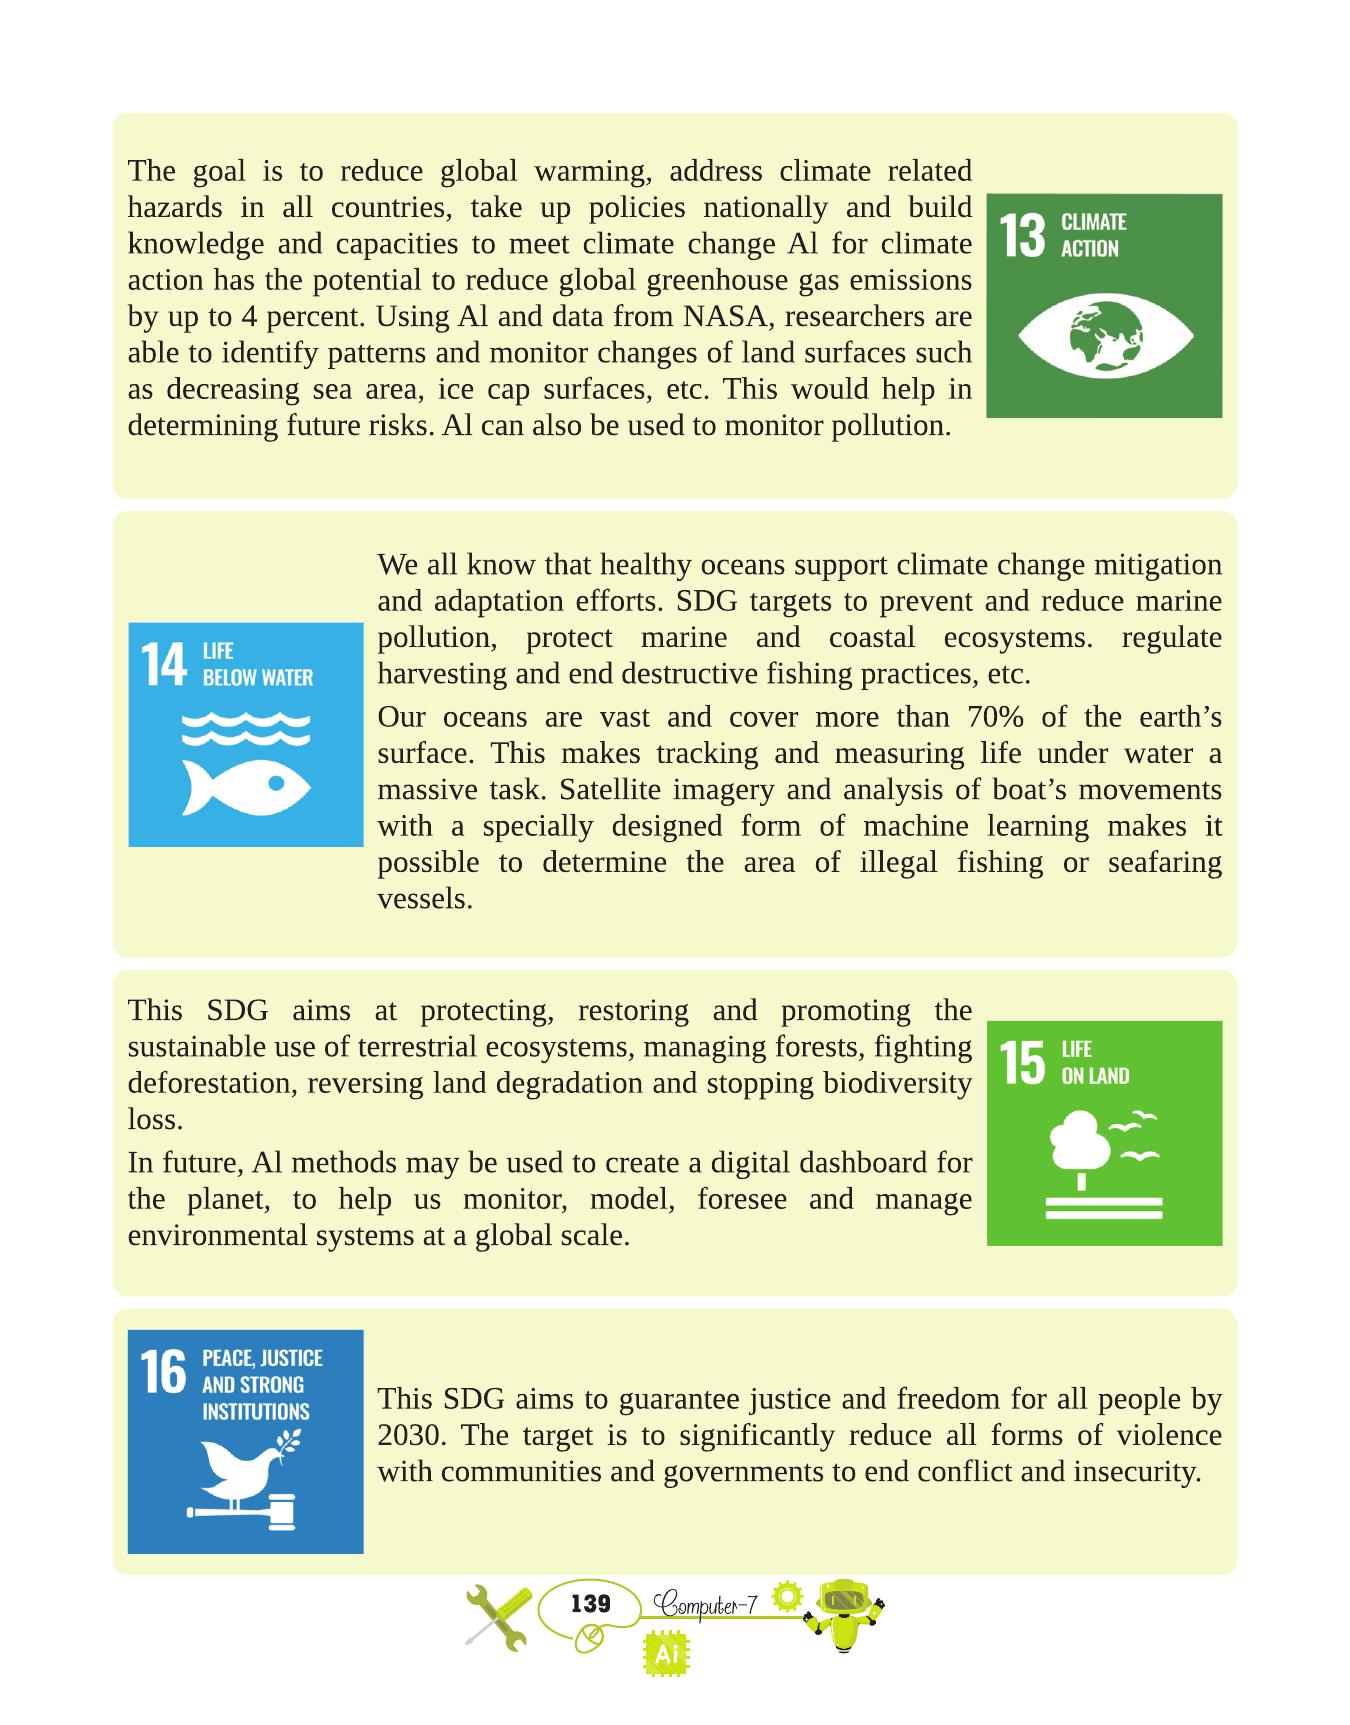 The goal is to reduce global warming, address climate related
hazards in all countries, take up policies nationally and build
knowledge and capacities to meet climate change Al for climate
action has the potential to reduce global greenhouse gas emissions
by up to 4 percent. Using Al and data from NASA, researchers are
able to identify patterns and monitor changes of land surfaces such
as decreasing sea area, ice cap surfaces, etc. This would help in
determining future risks. Al can also be used to monitor pollution.
13 CLIMATE
ACTION
14 LIFE
BELOW WATER
We all know that healthy oceans support climate change mitigation
and adaptation efforts. SDG targets to prevent and reduce marine
pollution, protect marine and coastal ecosystems. regulate
harvesting and end destructive fishing practices, etc.
Our oceans are vast and cover more than 70% of the earth’s
surface. This makes tracking and measuring life under water a
massive task. Satellite imagery and analysis of boat’s movements
with a specially designed form of machine learning makes it
possible to determine the area of illegal fishing or seafaring
vessels.
This SDG aims at protecting, restoring and promoting the
sustainable use of terrestrial ecosystems, managing forests, fighting
deforestation, reversing land degradation and stopping biodiversity
loss.
In future, Al methods may be used to create a digital dashboard for
the planet, to help us monitor, model, foresee and manage
environmental systems at a global scale.
15 LIFE
ON LAND
16 PEACE, JUSTICE
AND STRONG
INSTITUTIONS
This SDG aims to guarantee justice and freedom for all people by
2030. The target is to significantly reduce all forms of violence
with communities and governments to end conflict and insecurity.
139 Computer-7
Ai